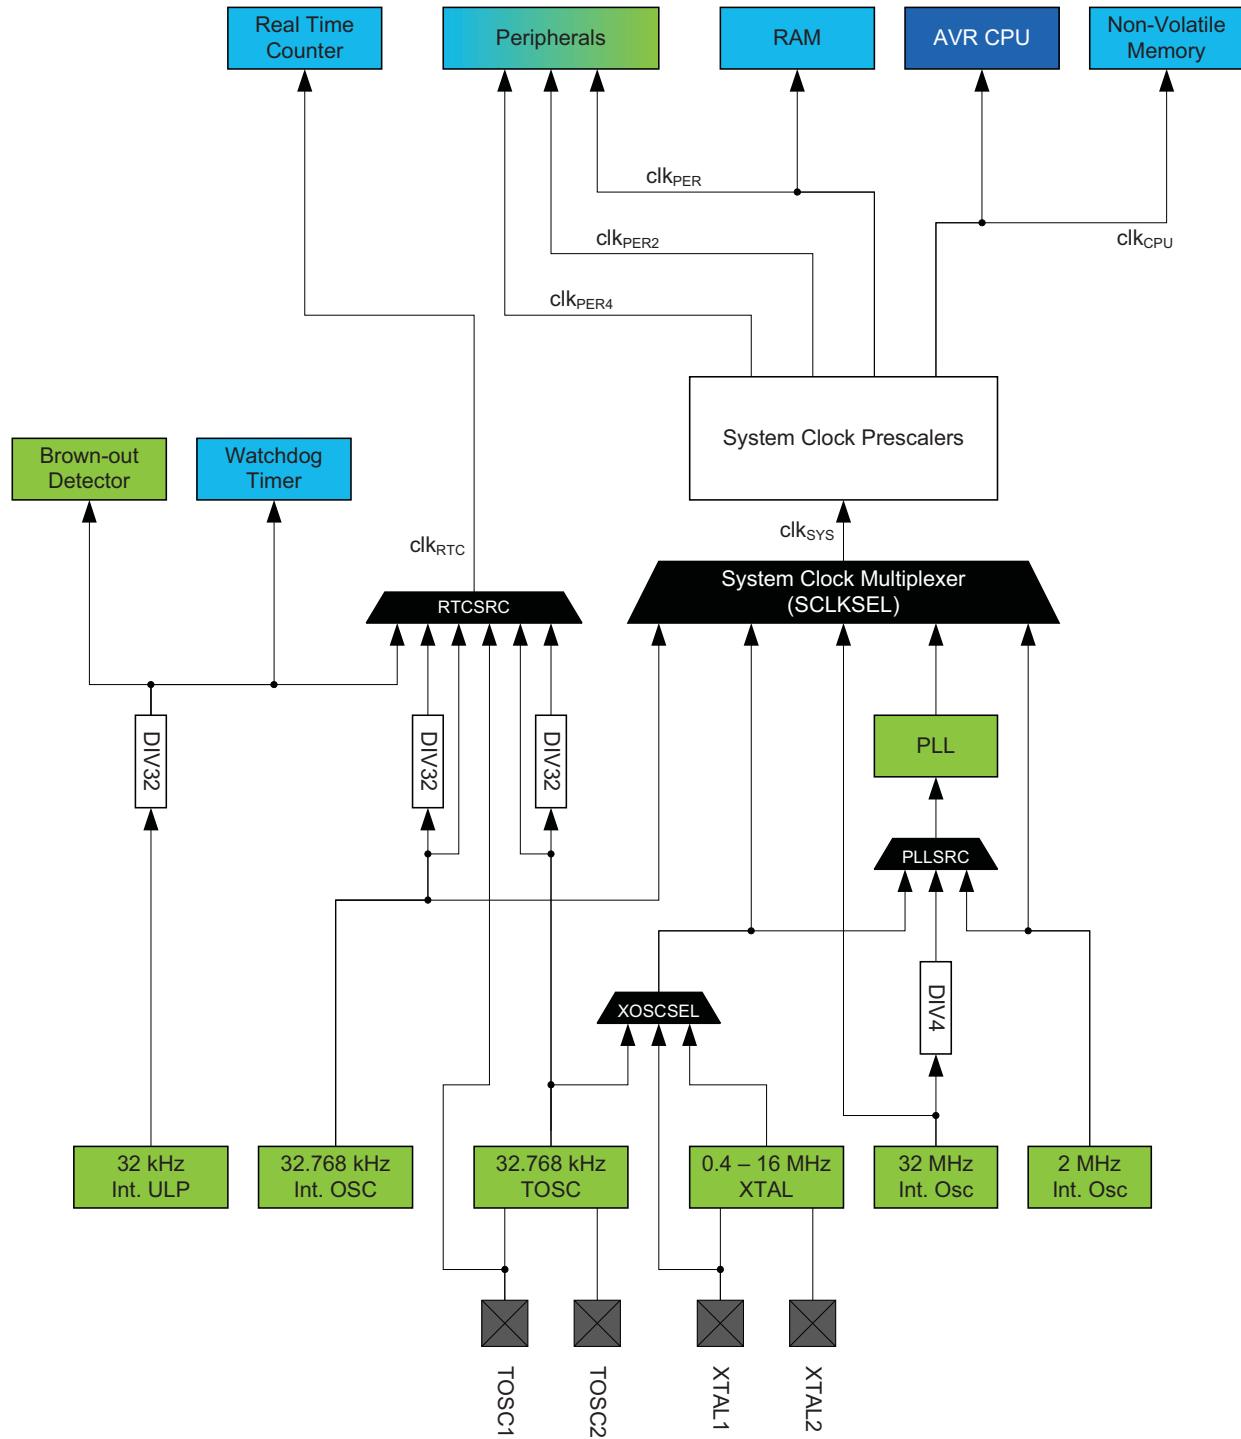 Real Time
Counter
Peripherals
RAM
AVR CPU
Non-Volatile
Memory
clkPER
clkPER2
clkCPU
clkPER4
System Clock Prescalers
Brown-out
Detector
Watchdog
Timer
clkSYS
clkRTC
System Clock Multiplexer
(SCLKSEL)
RTCSRC
DIV32
DIV32
DIV32
PLL
PLLSRC
DIV4
XOSCSEL
32 kHz
Int. ULP
32.768 kHz
Int. OSC
32.768 kHz
TOSC
0.4 – 16 MHz
XTAL
32 MHz
Int. Osc
2 MHz
Int. Osc
TOSC1
TOSC2
XTAL1
XTAL2